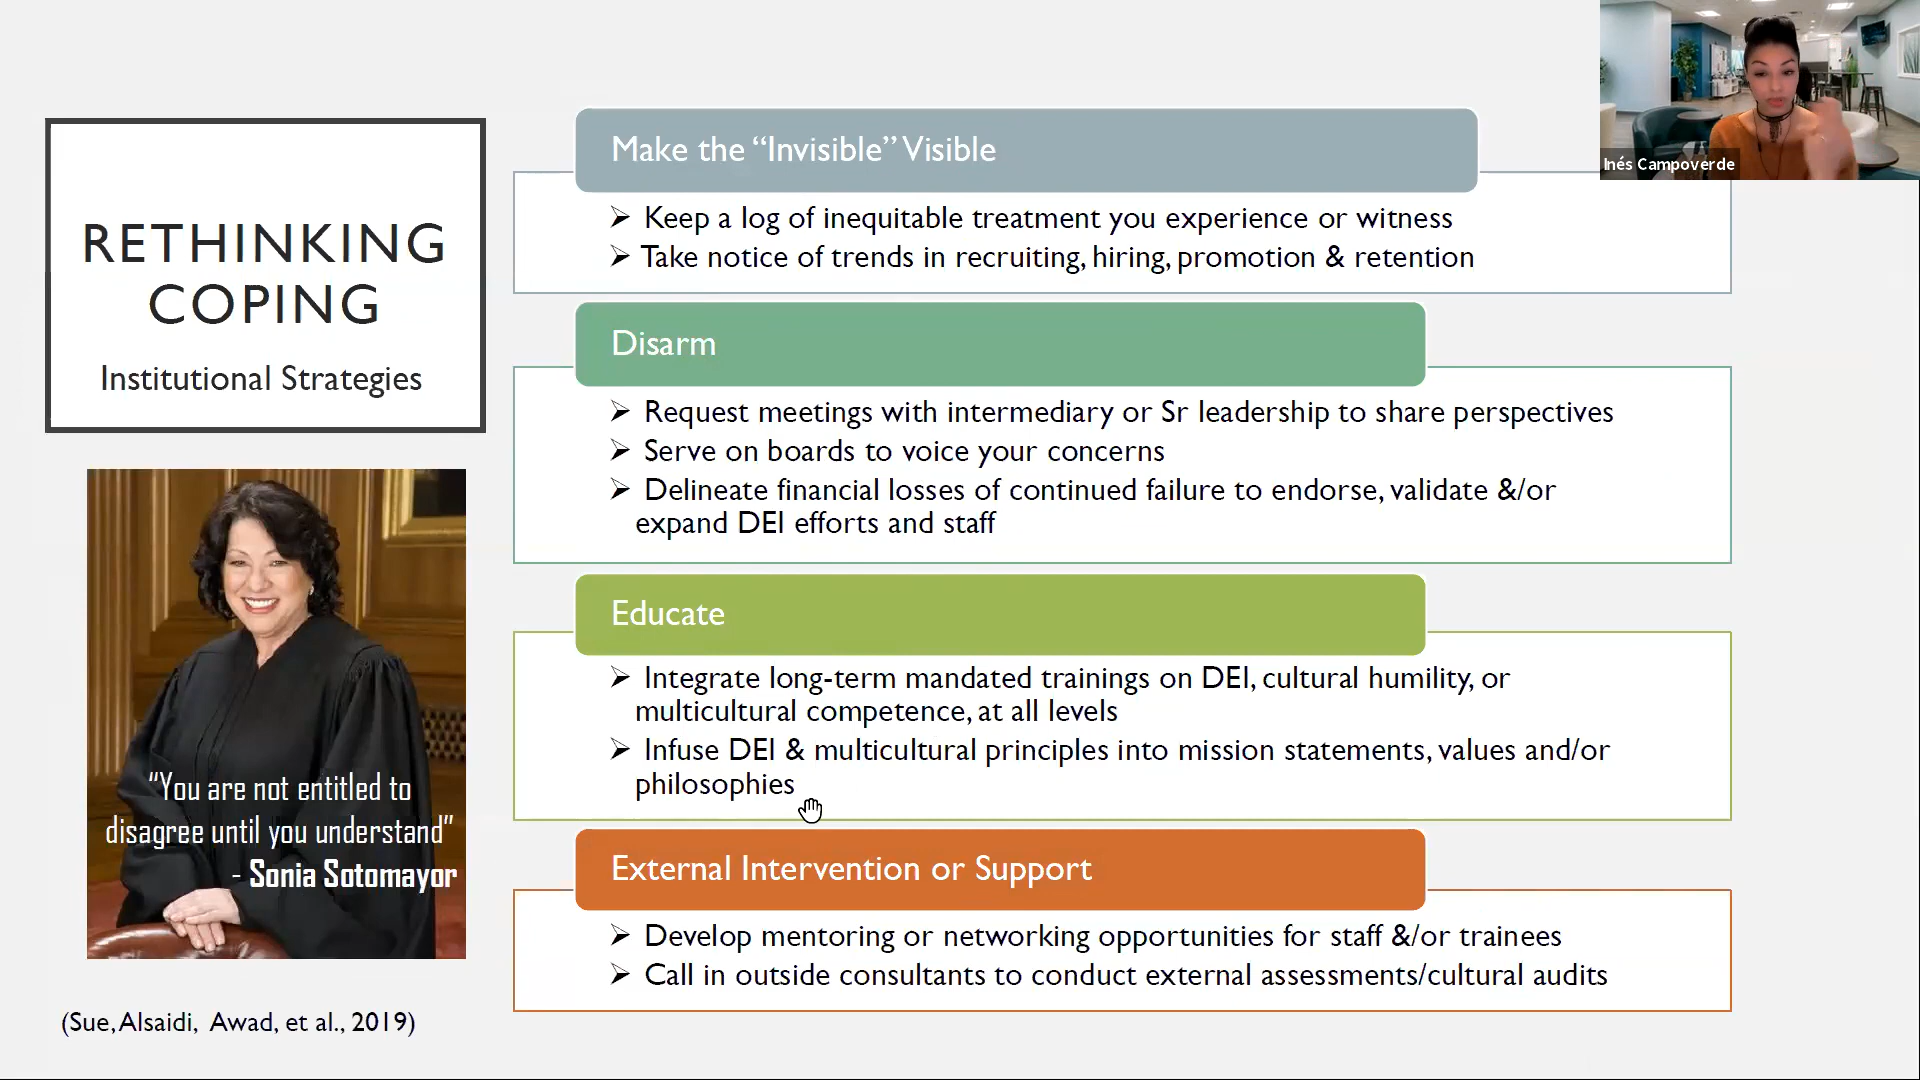 RETHINKING
COPING
Institutional Strategies
“You are not entitled to
disagree until you understand”
- Sonia Sotomayor
(Sue, Alsaidi, Awad, et al., 2019)
Make the “Invisible” Visible
➢ Keep a log of inequitable treatment you experience or witness
➢ Take notice of trends in recruiting, hiring, promotion & retention
Disarm
➢ Request meetings with intermediary or Sr leadership to share perspectives
➢ Serve on boards to voice your concerns
➢ Delineate financial losses of continued failure to endorse, validate &/or
expand DEI efforts and staff
Educate
➢ Integrate long-term mandated trainings on DEI, cultural humility, or
multicultural competence, at all levels
➢ Infuse DEI & multicultural principles into mission statements, values and/or
philosophies
External Intervention or Support
➢ Develop mentoring or networking opportunities for staff &/or trainees
➢ Call in outside consultants to conduct external assessments/cultural audits
Inés Campoverde